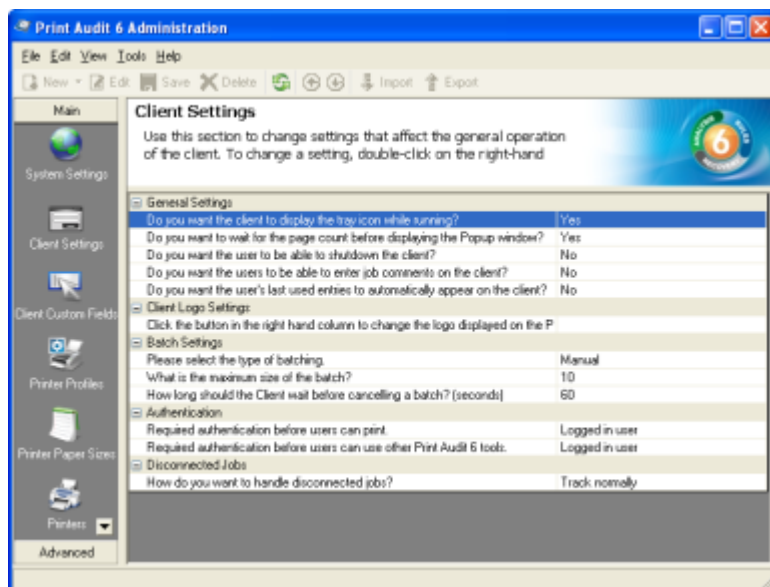 Print Audit 6 Administration
File Edit View Tools Help
New Edit Save Delete Import Export
Main
System Settings
Client Settings
Client Custom Fields
Printer Profiles
Printer Paper Sizes
Printers
Advanced
Client Settings
Use this section to change settings that affect the general operation
of the client. To change a setting, double-click on the right-hand
6
General Settings
Do you want the client to display the tray icon while running? Yes
Do you want to wait for the page count before displaying the Popup window? Yes
Do you want the user to be able to shutdown the client? No
Do you want the users to be able to enter job comments on the client? No
Do you want the user's last used entries to automatically appear on the client? No
Client Logo Settings
Click the button in the right hand column to change the logo displayed on the P
Batch Settings
Please select the type of batching. Manual
What is the maximum size of the batch? 10
How long should the Client wait before cancelling a batch? (seconds) 60
Authentication
Required authentication before users can print. Logged in user
Required authentication before users can use other Print Audit 6 tools. Logged in user
Disconnected Jobs
How do you want to handle disconnected jobs? Track normally